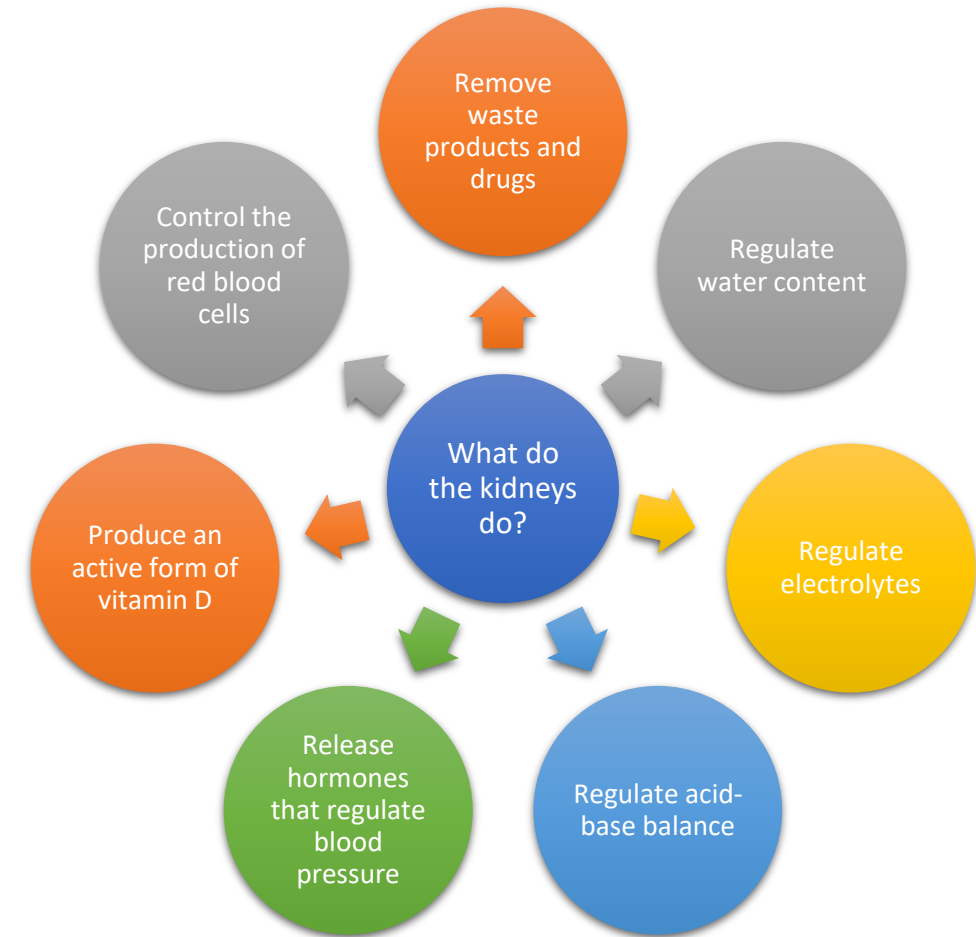 What do
the kidneys
do?
Remove
waste
products and
drugs
Regulate
water content
Regulate
electrolytes
Regulate acid-
base balance
Release
hormones
that regulate
blood
pressure
Produce an
active form of
vitamin D
Control the
production of
red blood
cells